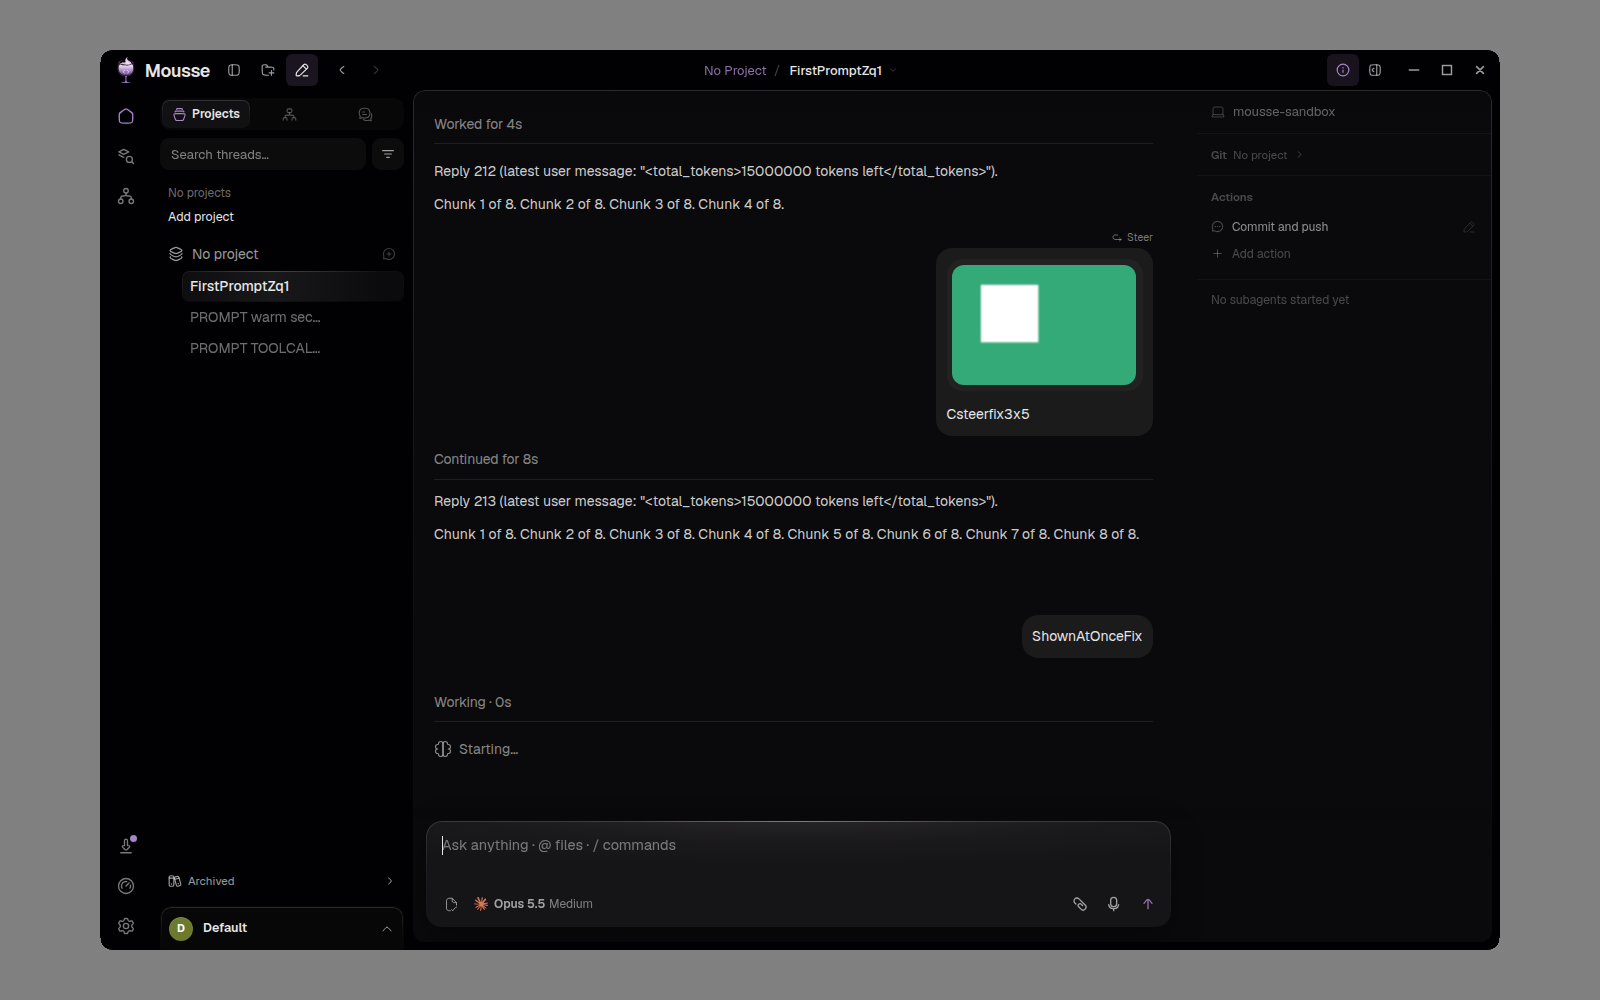 Mousse
No Project / FirstPromptZq1
Projects
Search threads...
No projects
Add project
No project
FirstPromptZq1
PROMPT warm sec...
PROMPT TOOLCAL...
Archived
D Default
Worked for 4s
Reply 212 (latest user message: "<total_tokens>15000000 tokens left</total_tokens>").
Chunk 1 of 8. Chunk 2 of 8. Chunk 3 of 8. Chunk 4 of 8.
Steer
Csteerfix3x5
Continued for 8s
Reply 213 (latest user message: "<total_tokens>15000000 tokens left</total_tokens>").
Chunk 1 of 8. Chunk 2 of 8. Chunk 3 of 8. Chunk 4 of 8. Chunk 5 of 8. Chunk 6 of 8. Chunk 7 of 8. Chunk 8 of 8.
ShownAtOnceFix
Working · 0s
Starting...
Ask anything · @ files · / commands
Opus 5.5 Medium
mousse-sandbox
Git No project
Actions
Commit and push
Add action
No subagents started yet